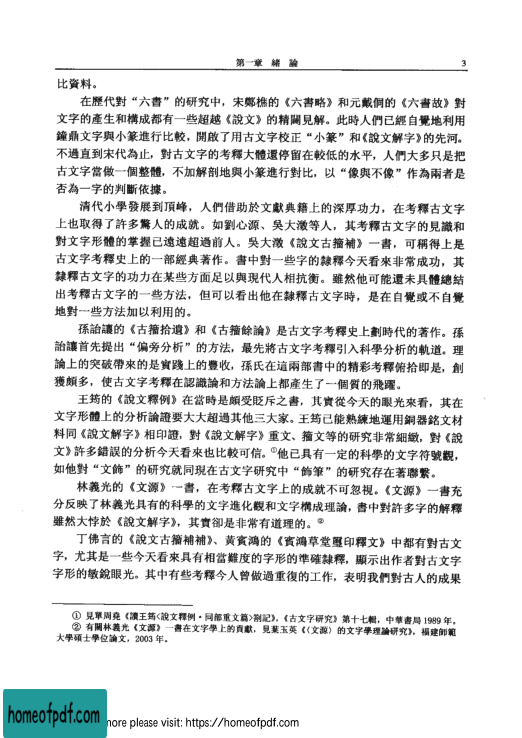 第一章 緒 論 3
比資料。
在歷代對“六書”的研究中，宋鄭樵的《六書略》和元戴侗的《六書故》對
文字的產生和構成都有一些超越《說文》的精闢見解。此時人們已經自覺地利用
鐘鼎文字與小篆進行比較，開啟了用古文字校正“小篆”和《說文解字》的先河。
不過直到宋代為止，對古文字的考釋大體還停留在較低的水平，人們大多只是把
古文字當做一個整體，不加解剖地與小篆進行對比，以“像與不像”作為兩者是
否為一字的判斷依據。
清代小學發展到頂峰，人們借助於文獻典籍上的深厚功力，在考釋古文字
上也取得了許多驚人的成就。如劉心源、吳大澂等人，其考釋古文字的見識和
對文字形體的掌握已遠遠超過前人。吳大澂《說文古籀補》一書，可稱得上是
古文字考釋史上的一部經典著作。書中對一些字的隸釋今天看來非常成功，其
隸釋古文字的功力在某些方面足以與現代人相抗衡。雖然他可能還未具體總結
出考釋古文字的一些方法，但可以看出他在隸釋古文字時，是在自覺或不自覺
地對一些方法加以利用的。
孫詒讓的《古籀拾遺》和《古籀餘論》是古文字考釋史上劃時代的著作。孫
詒讓首先提出“偏旁分析”的方法，最先將古文字考釋引入科學分析的軌道。理
論上的突破帶來的是實踐上的豐收，孫氏在這兩部書中的精彩考釋俯拾即是，創
獲頗多，使古文字考釋在認識論和方法論上都產生了一個質的飛躍。
王筠的《說文釋例》在當時是頗受貶斥之書，其實從今天的眼光來看，其在
文字形體上的分析論證要大大超過其他三大家。王筠已能熟練地運用銅器銘文材
料同《說文解字》相印證，對《說文解字》重文、籀文等的研究非常細緻，對《說
文》許多錯誤的分析今天看來也比較可信。①他已具有一定的科學的文字符號觀，
如他對“文飾”的研究就同現在古文字研究中“飾筆”的研究存在著聯繫。
林義光的《文源》一書，在考釋古文字上的成就不可忽視。《文源》一書充
分反映了林義光具有的科學的文字進化觀和文字構成理論，書中對許多字的解釋
雖然大悖於《說文解字》，其實卻是非常有道理的。②
丁佛言的《說文古籀補補》、黃賓鴻的《賓鴻草堂璽印釋文》中都有對古文
字，尤其是一些今天看來具有相當難度的字形的準確隸釋，顯示出作者對古文字
字形的敏銳眼光。其中有些考釋今人曾做過重復的工作，表明我們對古人的成果
① 見單周堯《讀王筠〈說文釋例·同部重文篇〉劄記》，《古文字研究》第十七輯，中華書局 1989 年。
② 有關林義光《文源》一書在文字學上的貢獻，見葉玉英《〈文源〉的文字學理論研究》，福建師範
大學碩士學位論文，2003 年。
homeofpdf.com
more please visit: https://homeofpdf.com